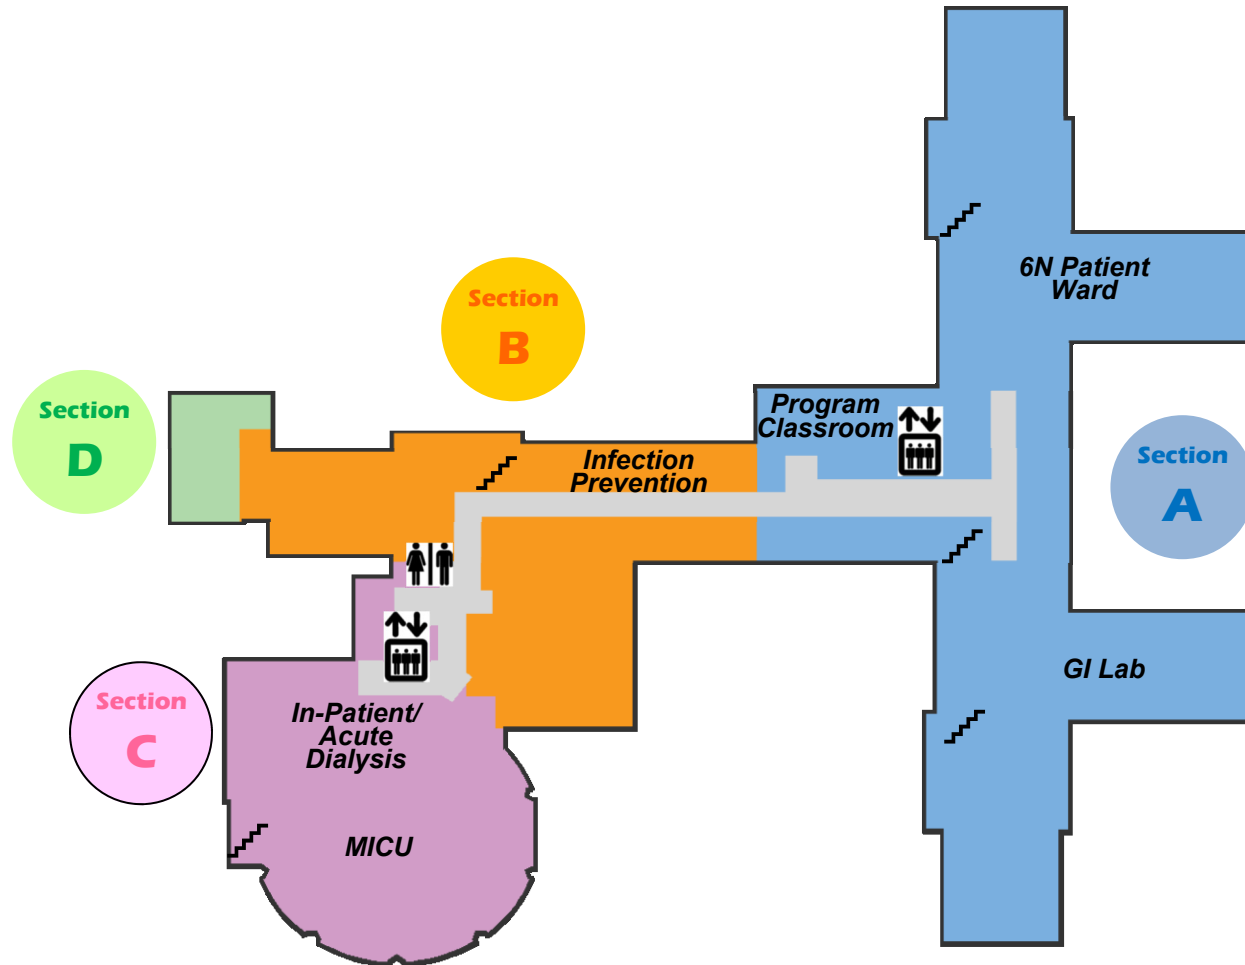 6N Patient
Ward
Section
B
Section
D
Program
Classroom
Section
A
Infection
Prevention
GI Lab
Section
C
In-Patient/
Acute
Dialysis
MICU